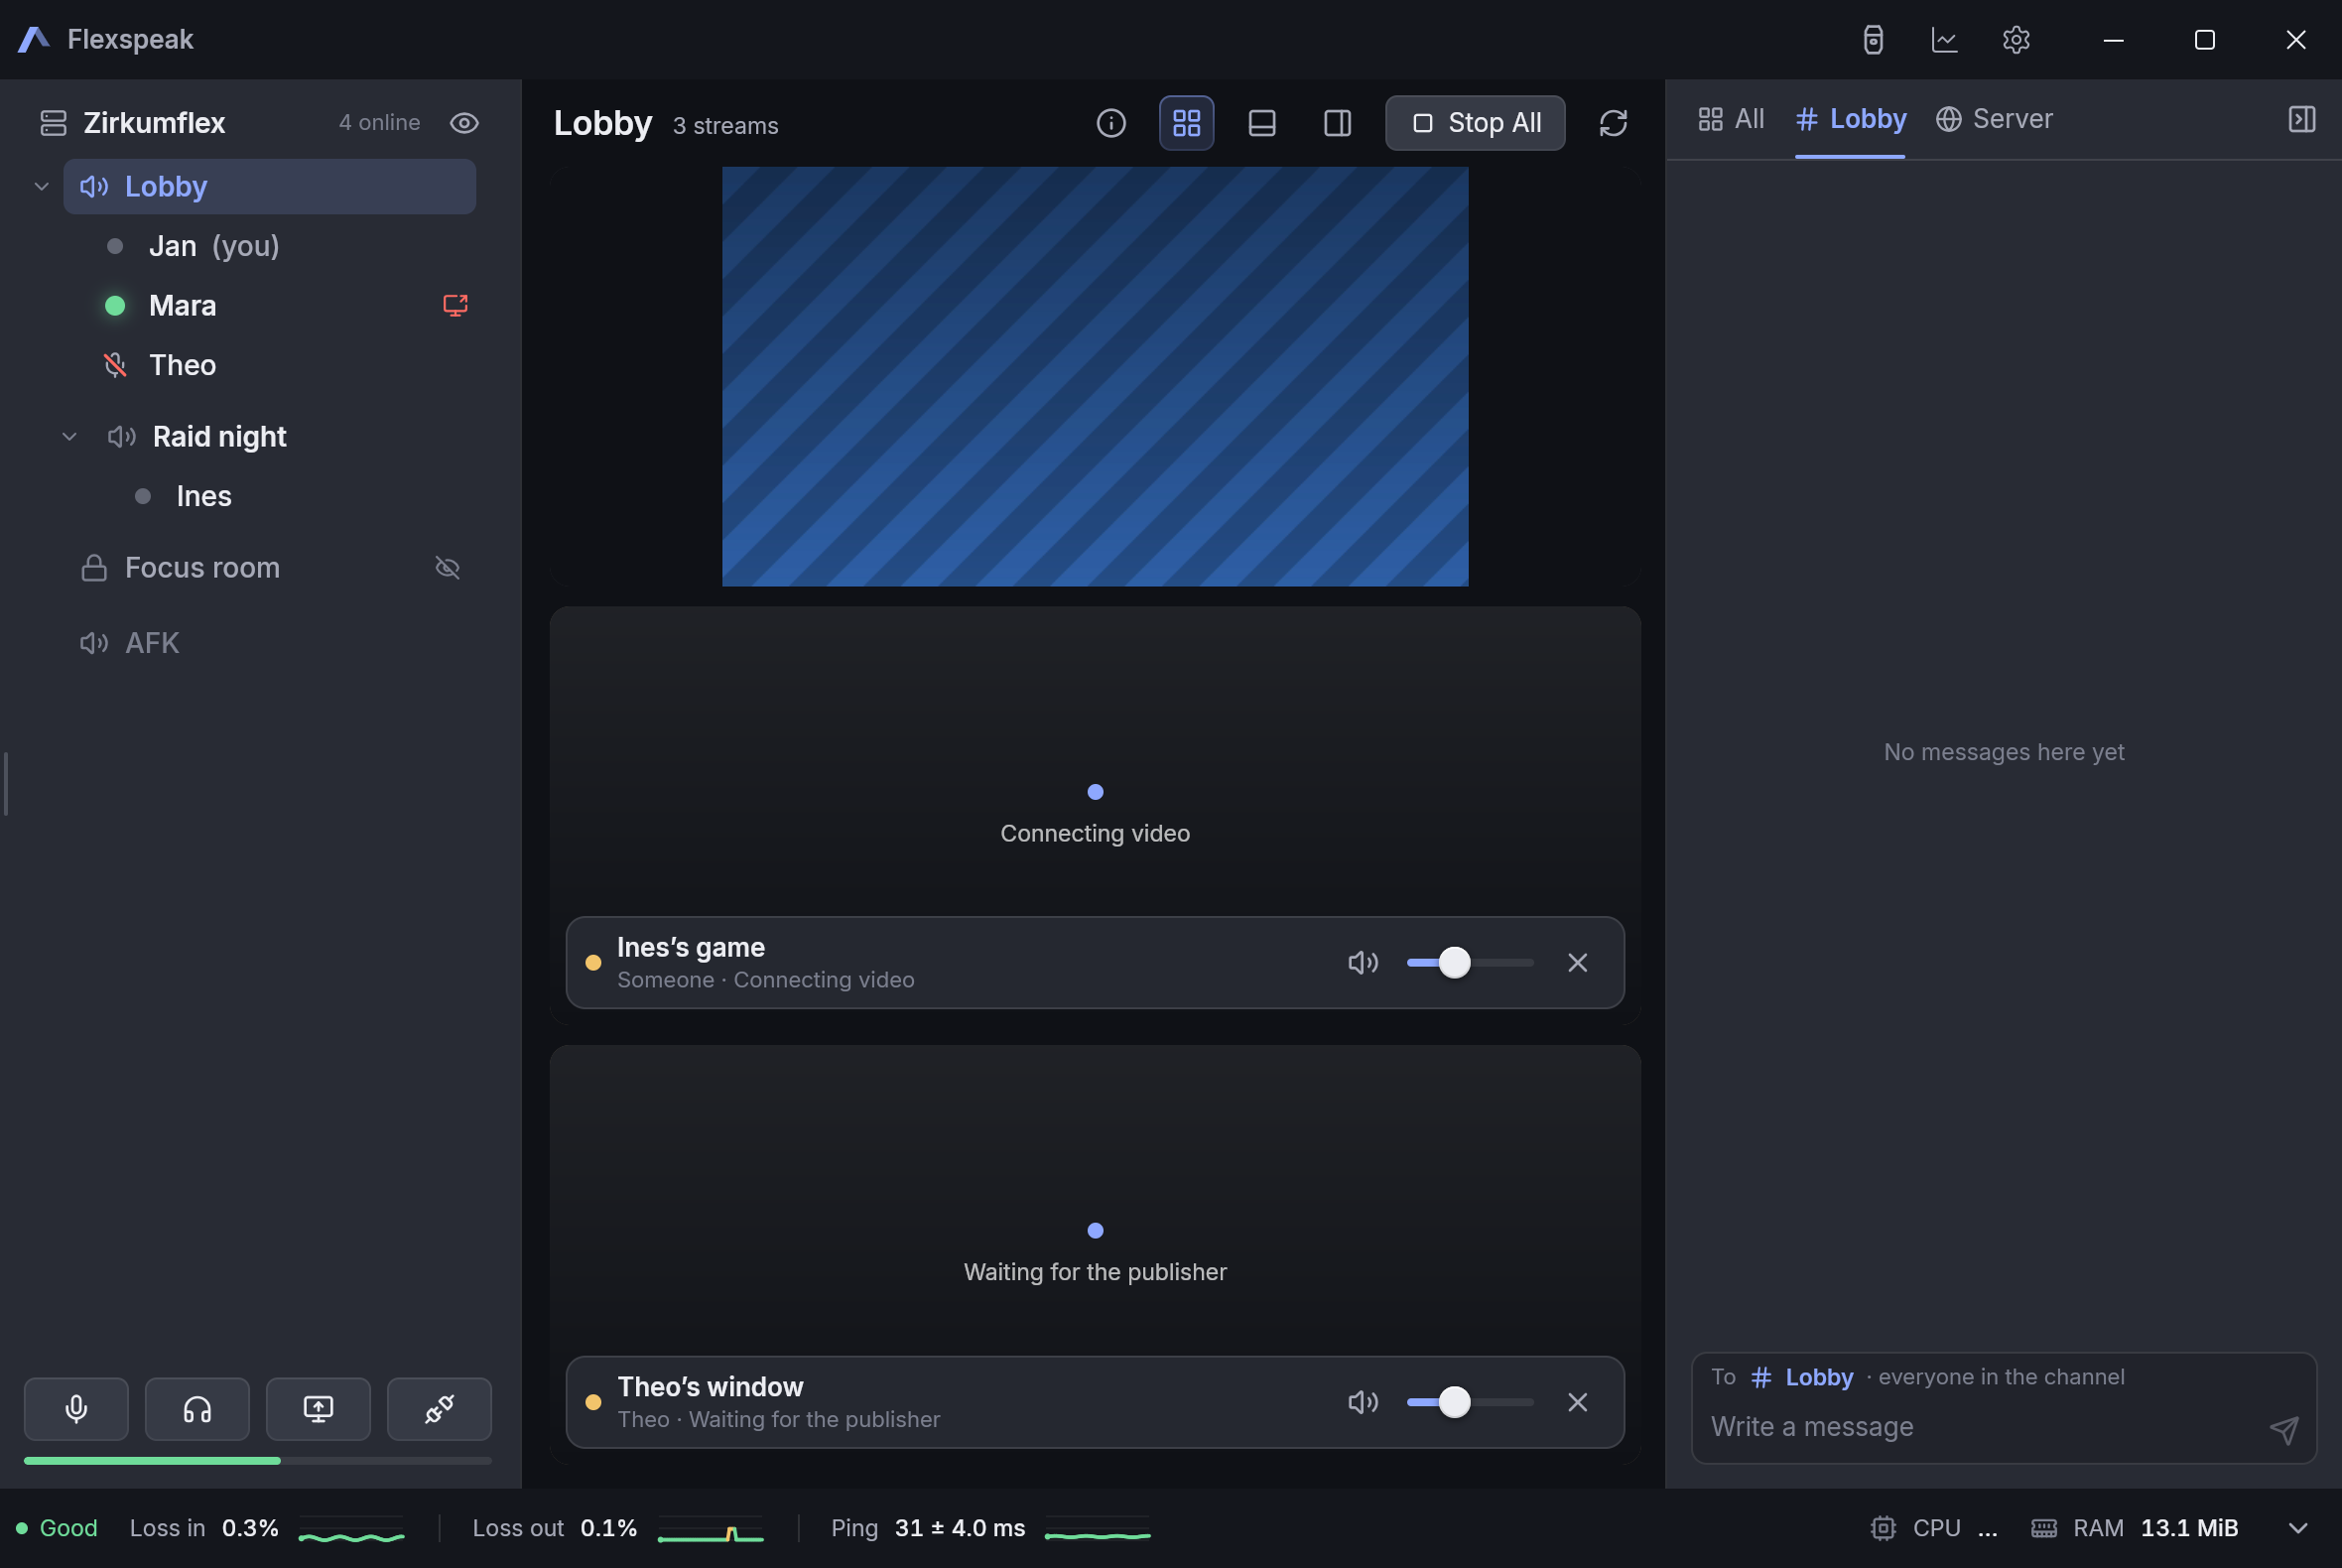 Flexspeak
Zirkumflex
4 online
Lobby
Jan (you)
Mara
Theo
Raid night
Ines
Focus room
AFK
Lobby
3 streams
Stop All
Connecting video
Ines’s game
Someone · Connecting video
Waiting for the publisher
Theo’s window
Theo · Waiting for the publisher
All
Lobby
Server
No messages here yet
To # Lobby · everyone in the channel
Write a message
Good
Loss in 0.3%
Loss out 0.1%
Ping 31 ± 4.0 ms
CPU ...
RAM 13.1 MiB